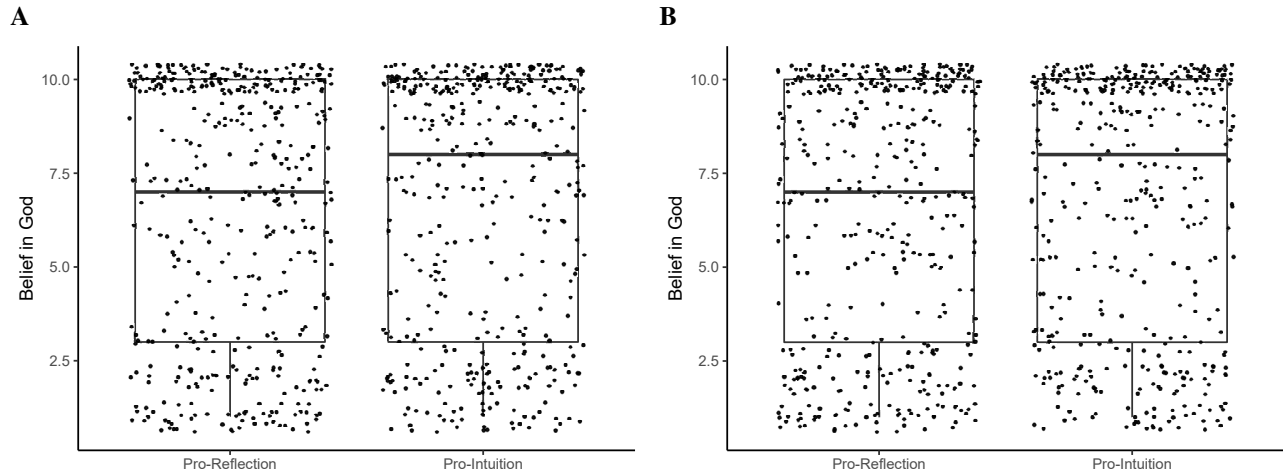 A
Belief in God
10.0
7.5
5.0
2.5
Pro-Reflection
Pro-Intuition
B
Belief in God
10.0
7.5
5.0
2.5
Pro-Reflection
Pro-Intuition